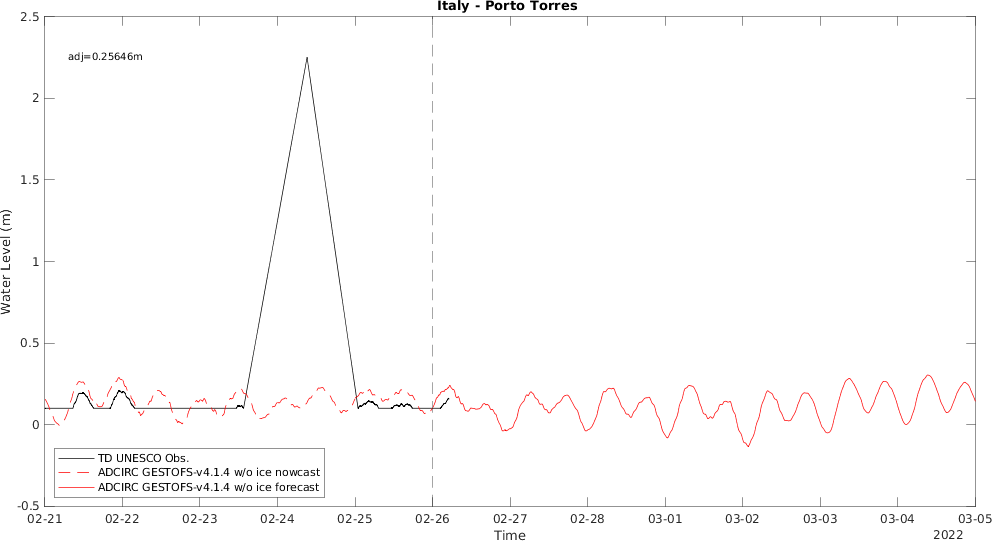 Italy - Porto Torres
2.5
adj=0.25646m
2
1.5
1
0.5
0
-0.5
Water Level (m)
TD UNESCO Obs.
ADCIRC GESTOFS-v4.1.4 w/o ice nowcast
ADCIRC GESTOFS-v4.1.4 w/o ice forecast
02-21 02-22 02-23 02-24 02-25 02-26 02-27 02-28 03-01 03-02 03-03 03-04 03-05
Time
2022